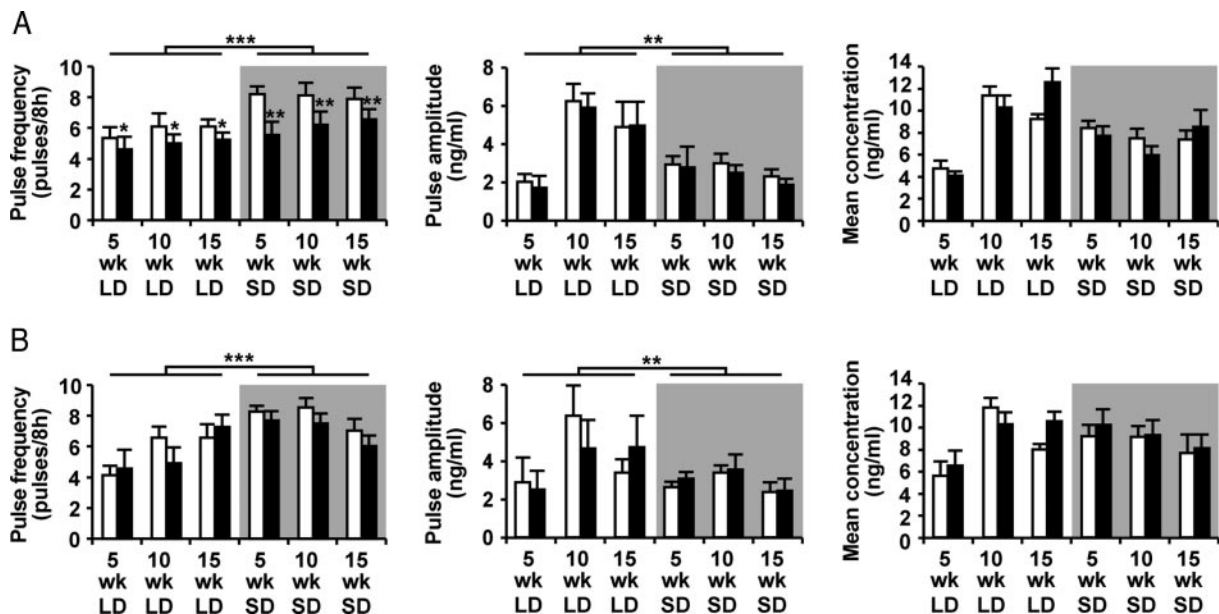 A
***
Pulse frequency
(pulses/8h)
10
8
6
4
2
0
* * * ** ** **
5 10 15 5 10 15
wk wk wk wk wk wk
LD LD LD SD SD SD
**
Pulse amplitude
(ng/ml)
8
6
4
2
0
5 10 15 5 10 15
wk wk wk wk wk wk
LD LD LD SD SD SD
Mean concentration
(ng/ml)
14
12
10
8
6
4
2
0
5 10 15 5 10 15
wk wk wk wk wk wk
LD LD LD SD SD SD
B
***
Pulse frequency
(pulses/8h)
10
8
6
4
2
0
5 10 15 5 10 15
wk wk wk wk wk wk
LD LD LD SD SD SD
**
Pulse amplitude
(ng/ml)
8
6
4
2
0
5 10 15 5 10 15
wk wk wk wk wk wk
LD LD LD SD SD SD
Mean concentration
(ng/ml)
14
12
10
8
6
4
2
0
5 10 15 5 10 15
wk wk wk wk wk wk
LD LD LD SD SD SD